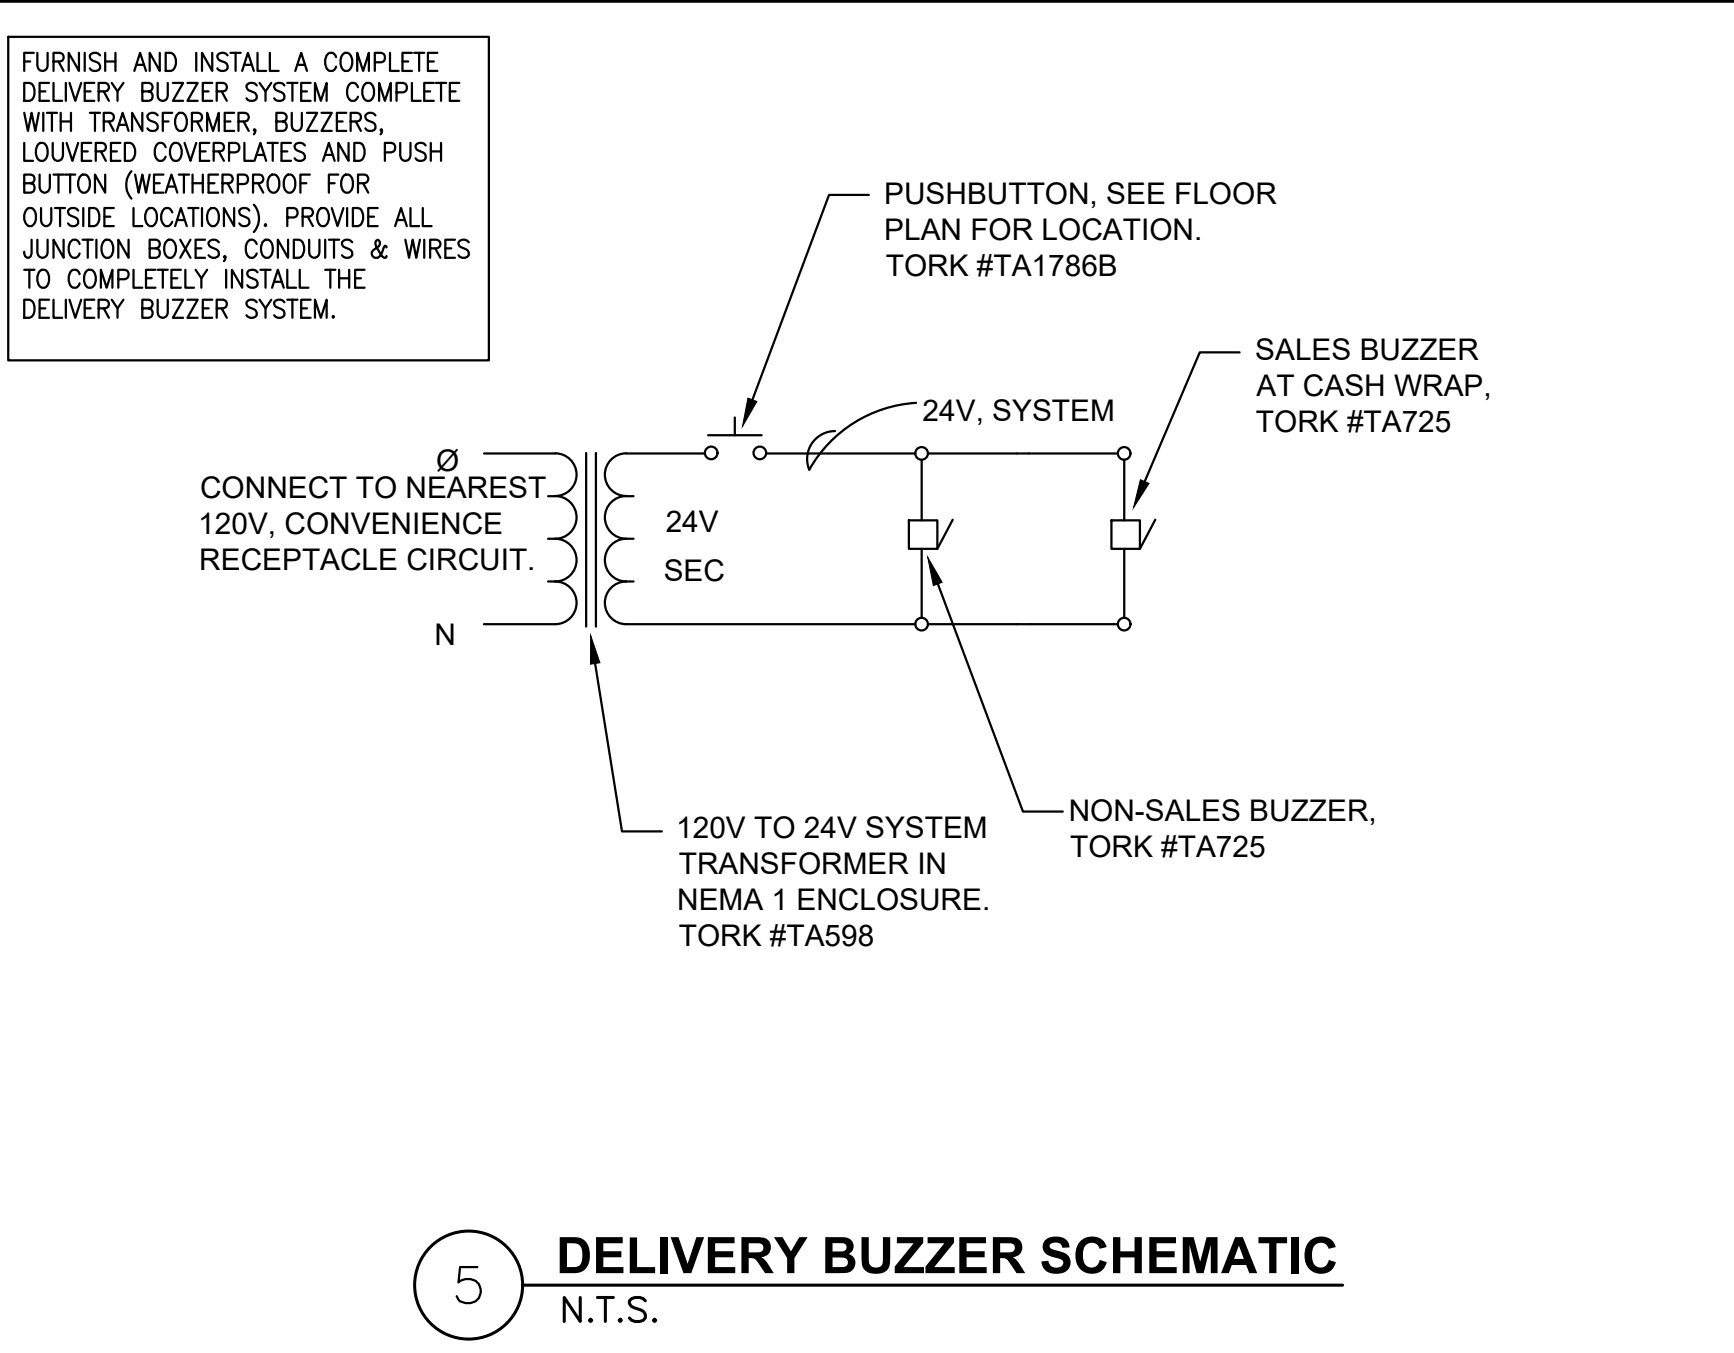 FURNISH AND INSTALL A COMPLETE
DELIVERY BUZZER SYSTEM COMPLETE
WITH TRANSFORMER, BUZZERS,
LOUVERED COVERPLATES AND PUSH
BUTTON (WEATHERPROOF FOR
OUTSIDE LOCATIONS). PROVIDE ALL
JUNCTION BOXES, CONDUITS & WIRES
TO COMPLETELY INSTALL THE
DELIVERY BUZZER SYSTEM.
PUSHBUTTON, SEE FLOOR
PLAN FOR LOCATION.
TORK #TA1786B
SALES BUZZER
AT CASH WRAP,
TORK #TA725
24V, SYSTEM
Ø
CONNECT TO NEAREST
120V, CONVENIENCE
RECEPTACLE CIRCUIT.
N
24V
SEC
NON-SALES BUZZER,
TORK #TA725
120V TO 24V SYSTEM
TRANSFORMER IN
NEMA 1 ENCLOSURE.
TORK #TA598
5
DELIVERY BUZZER SCHEMATIC
N.T.S.